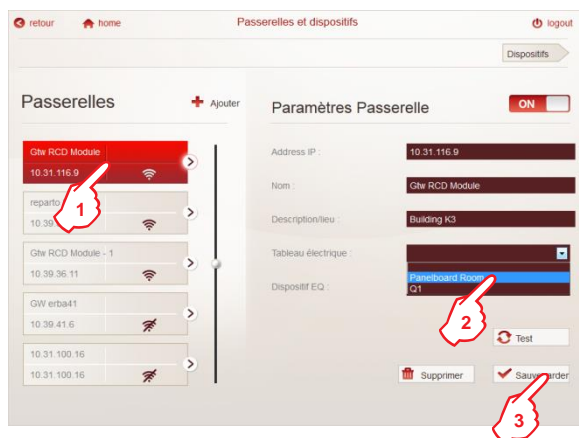 retour
home
Passerelles et dispositifs
logout
Dispositifs
Passerelles
Ajouter
Gtw RCD Module
10.31.116.9
1
reparto
10.39
Gtw RCD Module - 1
10.39.36.11
GW erba41
10.39.41.6
10.31.100.16
10.31.100.16
Paramètres Passerelle
ON
Address IP :
10.31.116.9
Nom :
Gtw RCD Module
Description/lieu :
Building K3
Tableau électrique :
Panelboard Room
Dispositif EQ :
Q1
2
Test
Supprimer
Sauvegarder
3